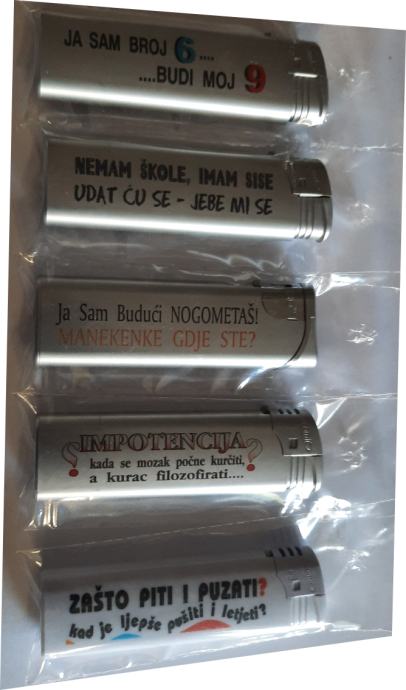 JA SAM BROJ 6....
....BUDI MOJ 9
NEMAM ŠKOLE, IMAM SISE
UDAT ĆU SE - JEBE MI SE
Ja Sam Budući NOGOMETAŠ!
MANEKENKE GDJE STE?
?IMPOTENCIJA?
kada se mozak počne kurčiti,
a kurac filozofirati....
ZAŠTO PITI I PUZATI?
kad je ljepše pušiti i letjeti?